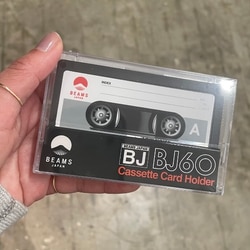 BEAMS
JAPAN
INDEX
A
BEAMS
JAPAN
BEAMS JAPAN
BJ BJ60
Cassette Card Holder